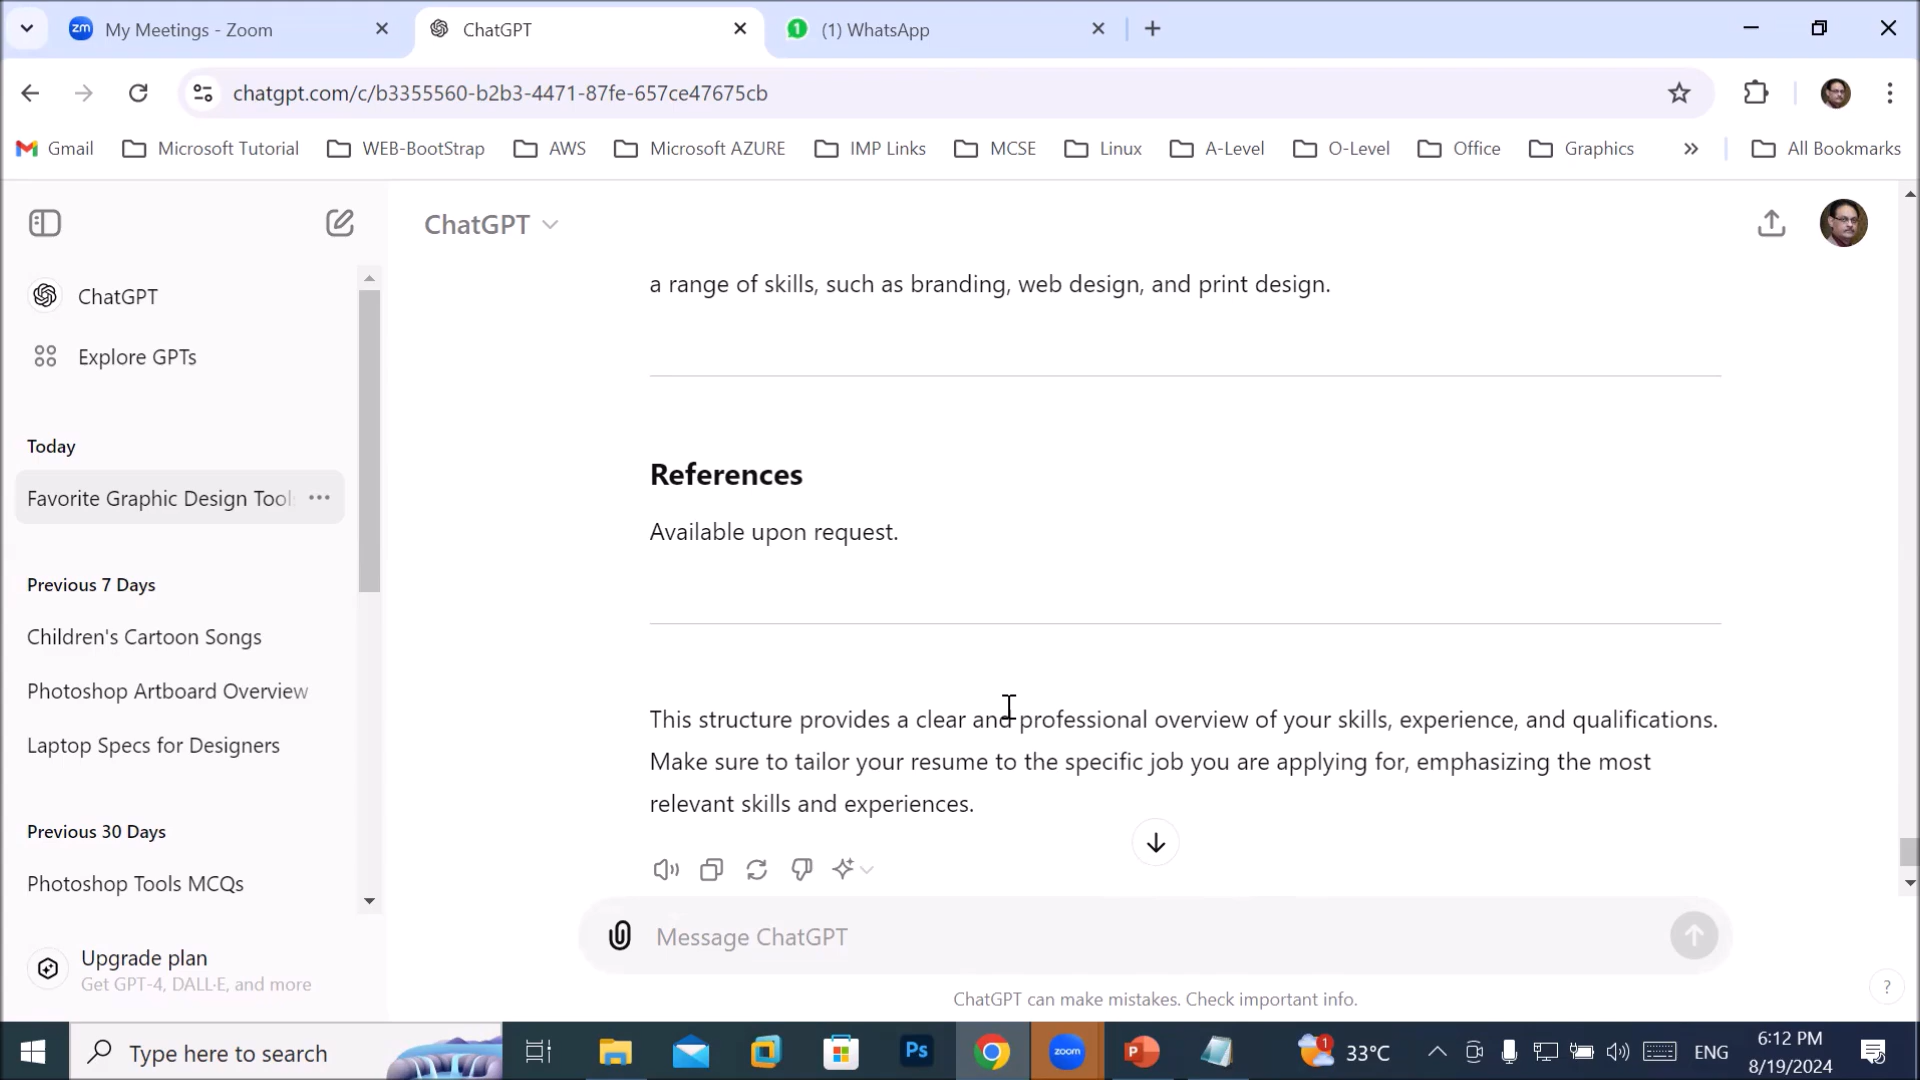 My Meetings - Zoom
ChatGPT
(1) WhatsApp
chatgpt.com/c/b3355560-b2b3-4471-87fe-657ce47675cb
Gmail
Microsoft Tutorial
WEB-BootStrap
AWS
Microsoft AZURE
IMP Links
MCSE
Linux
A-Level
O-Level
Office
Graphics
All Bookmarks
ChatGPT
ChatGPT
Explore GPTs
Today
Favorite Graphic Design Tool
Previous 7 Days
Children's Cartoon Songs
Photoshop Artboard Overview
Laptop Specs for Designers
Previous 30 Days
Photoshop Tools MCQs
Upgrade plan
Get GPT-4, DALL·E, and more
a range of skills, such as branding, web design, and print design.
References
Available upon request.
This structure provides a clear and professional overview of your skills, experience, and qualifications.
Make sure to tailor your resume to the specific job you are applying for, emphasizing the most
relevant skills and experiences.
Message ChatGPT
ChatGPT can make mistakes. Check important info.
?
Type here to search
Ps
zoom
P
1
33°C
ENG
6:12 PM
8/19/2024